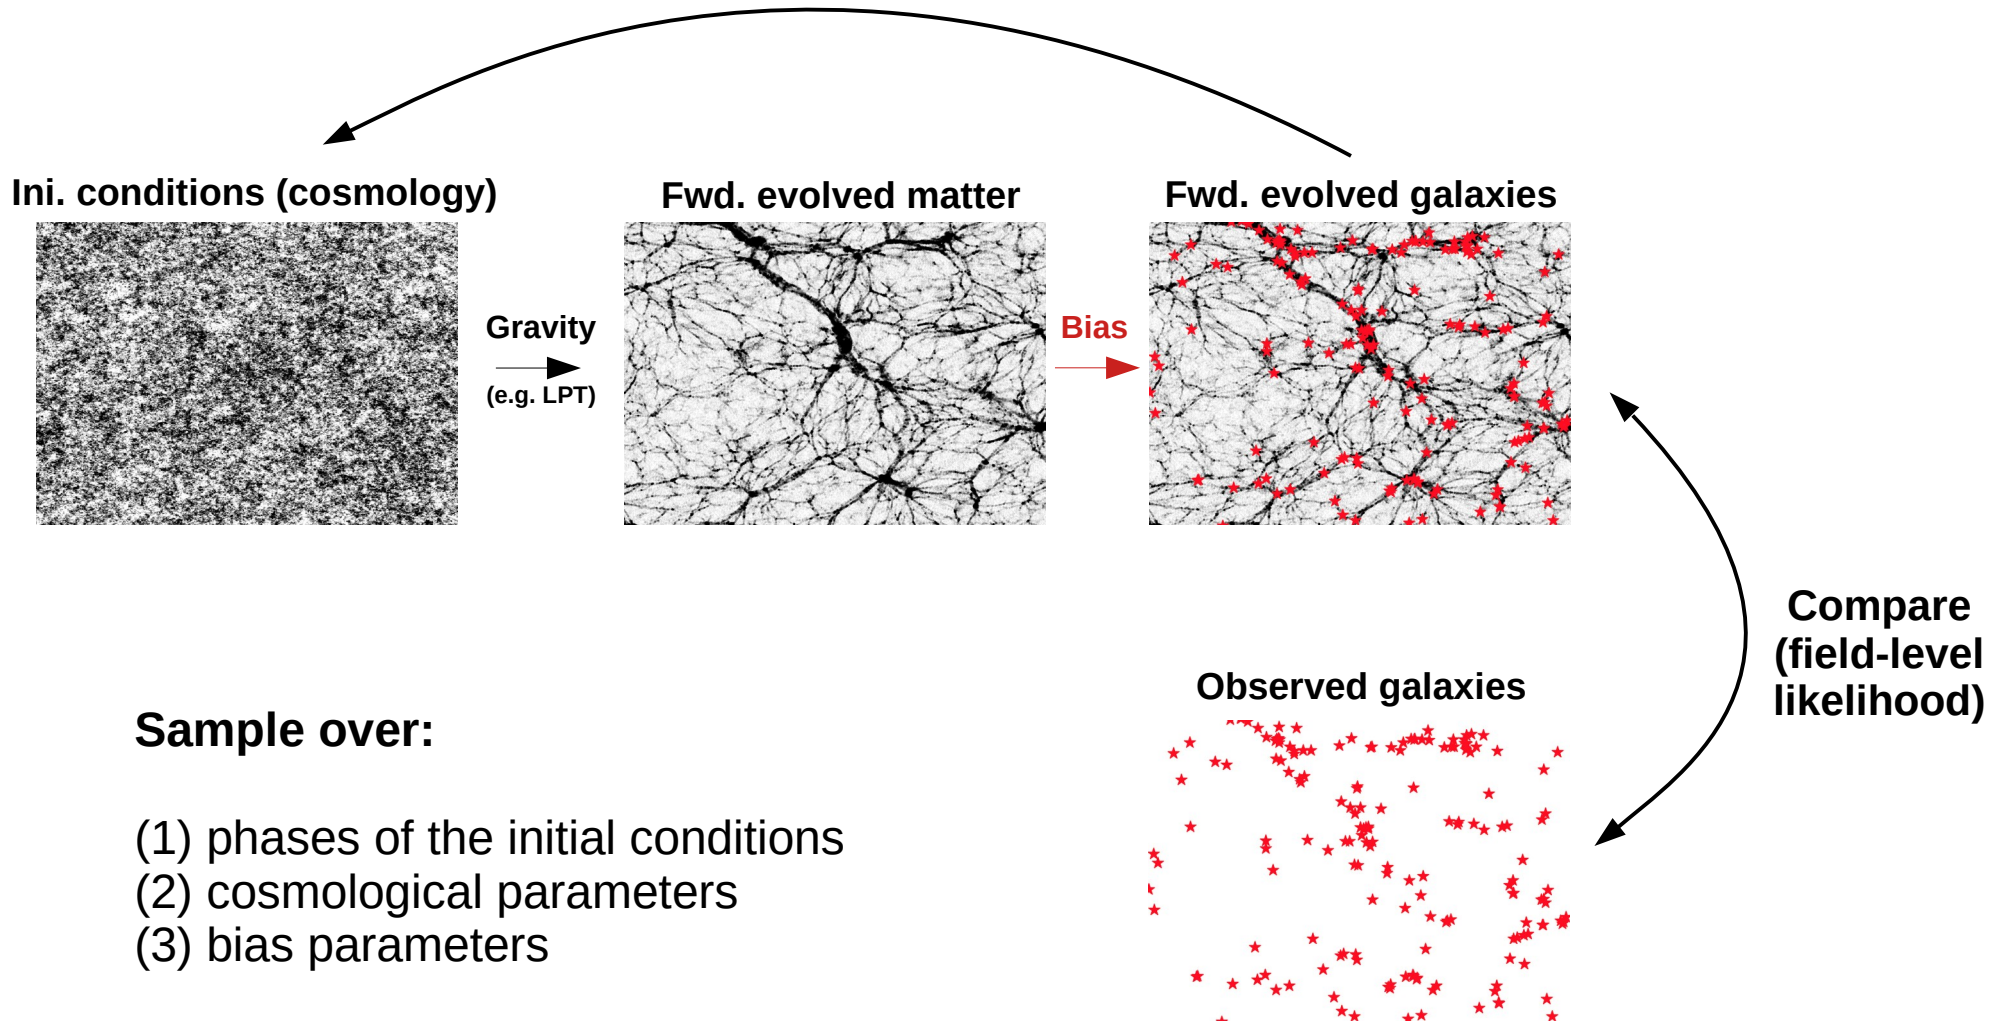 Ini. conditions (cosmology)
Fwd. evolved matter
Fwd. evolved galaxies
Gravity
(e.g. LPT)
Bias
Compare
(field-level
likelihood)
Observed galaxies
Sample over:
(1) phases of the initial conditions
(2) cosmological parameters
(3) bias parameters